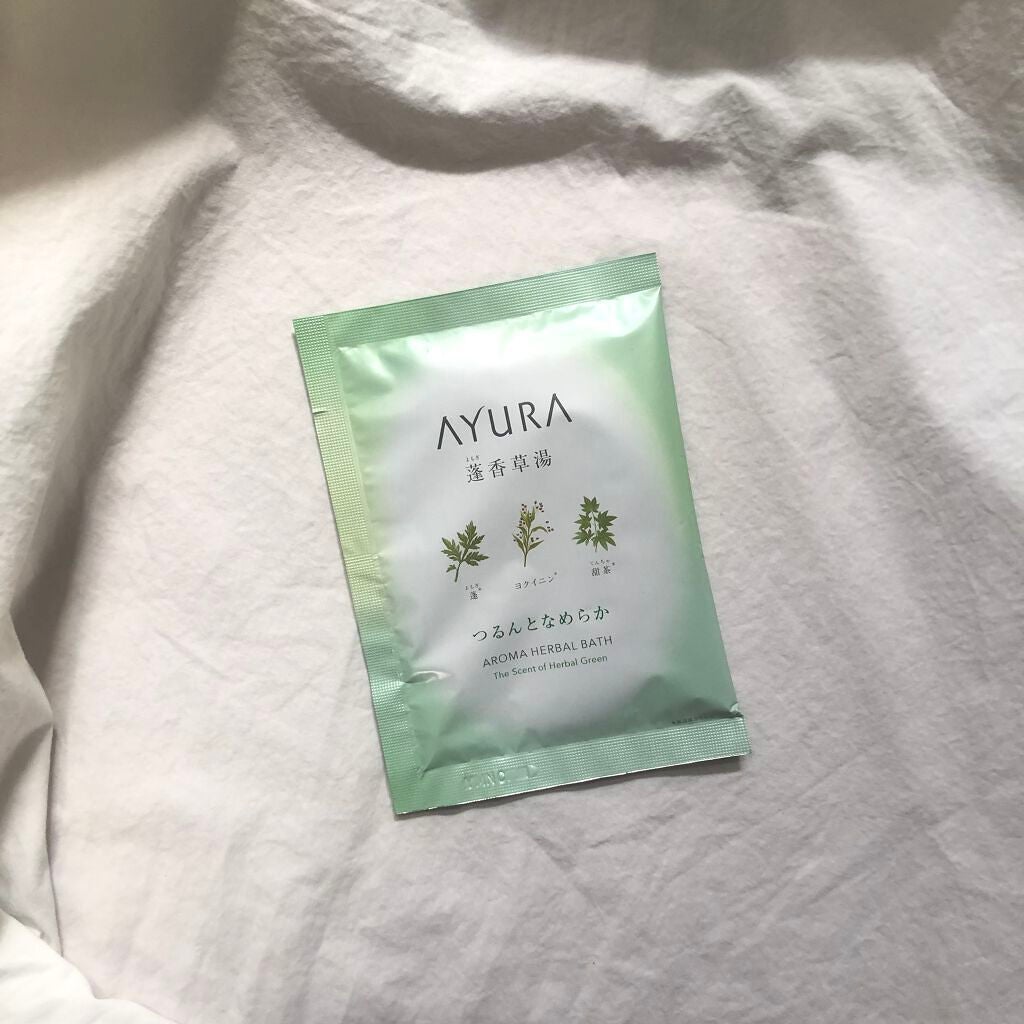 AYURA
よもぎ
蓬香草湯
よもぎ
蓬*
ヨクイニン*
てんちゃ
甜茶*
つるんとなめらか
AROMA HERBAL BATH
The Scent of Herbal Green